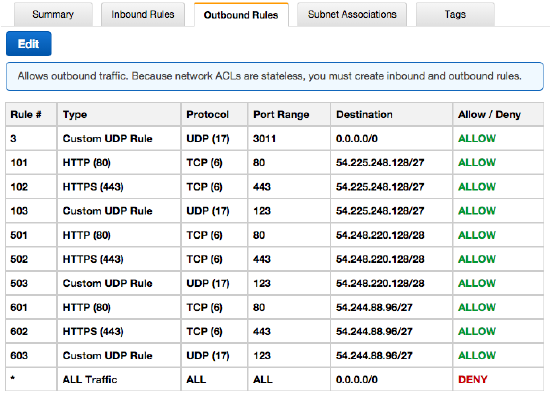 Summary Inbound Rules Outbound Rules Subnet Associations Tags
Edit
Allows outbound traffic. Because network ACLs are stateless, you must create inbound and outbound rules.
Rule # Type Protocol Port Range Destination Allow / Deny
3 Custom UDP Rule UDP (17) 3011 0.0.0.0/0 ALLOW
101 HTTP (80) TCP (6) 80 54.225.248.128/27 ALLOW
102 HTTPS (443) TCP (6) 443 54.225.248.128/27 ALLOW
103 Custom UDP Rule UDP (17) 123 54.225.248.128/27 ALLOW
501 HTTP (80) TCP (6) 80 54.248.220.128/28 ALLOW
502 HTTPS (443) TCP (6) 443 54.248.220.128/28 ALLOW
503 Custom UDP Rule UDP (17) 123 54.248.220.128/28 ALLOW
601 HTTP (80) TCP (6) 80 54.244.88.96/27 ALLOW
602 HTTPS (443) TCP (6) 443 54.244.88.96/27 ALLOW
603 Custom UDP Rule UDP (17) 123 54.244.88.96/27 ALLOW
* ALL Traffic ALL ALL 0.0.0.0/0 DENY